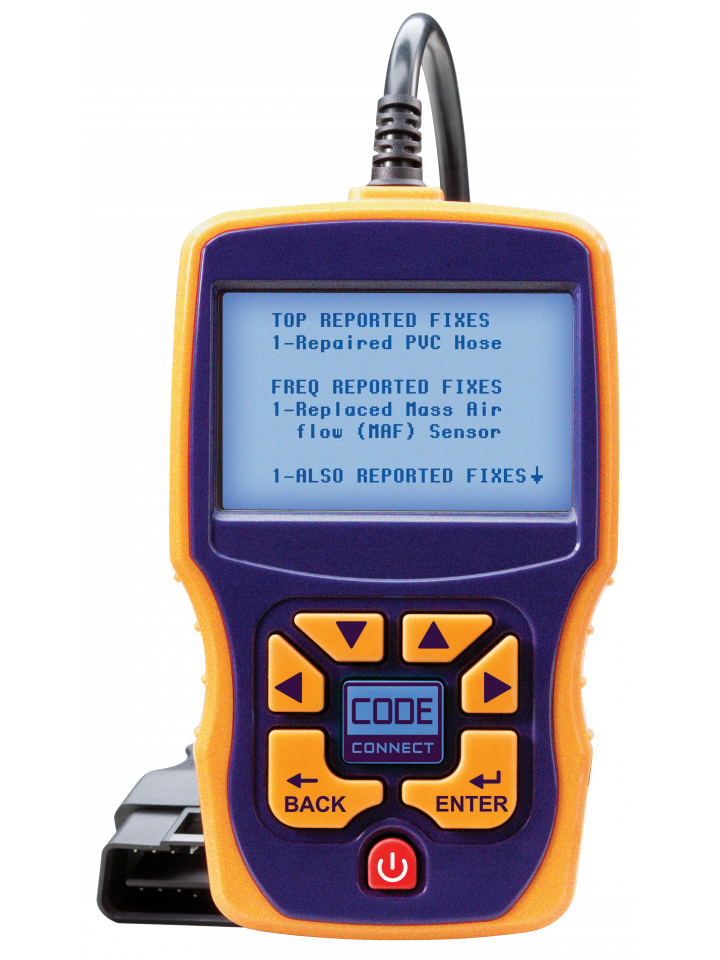 TOP REPORTED FIXES
1-Repaired PVC Hose
FREQ REPORTED FIXES
1-Replaced Mass Air
flow (MAF) Sensor
1-ALSO REPORTED FIXES
CODE
CONNECT
BACK
ENTER